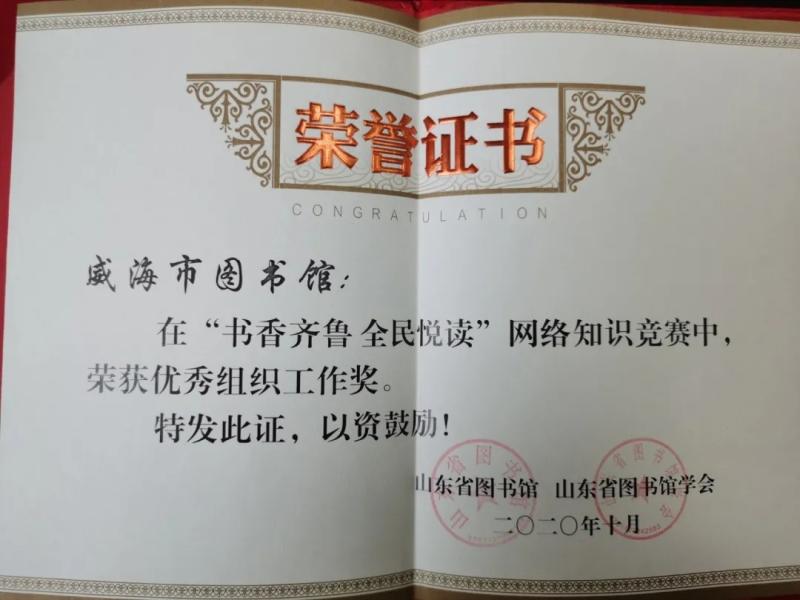 荣誉证书
CONGRATULATION
威海市图书馆：
在“书香齐鲁 全民悦读”网络知识竞赛中，
荣获优秀组织工作奖。
特发此证，以资鼓励！
山东省图书馆 山东省图书馆学会
二〇二〇年十月